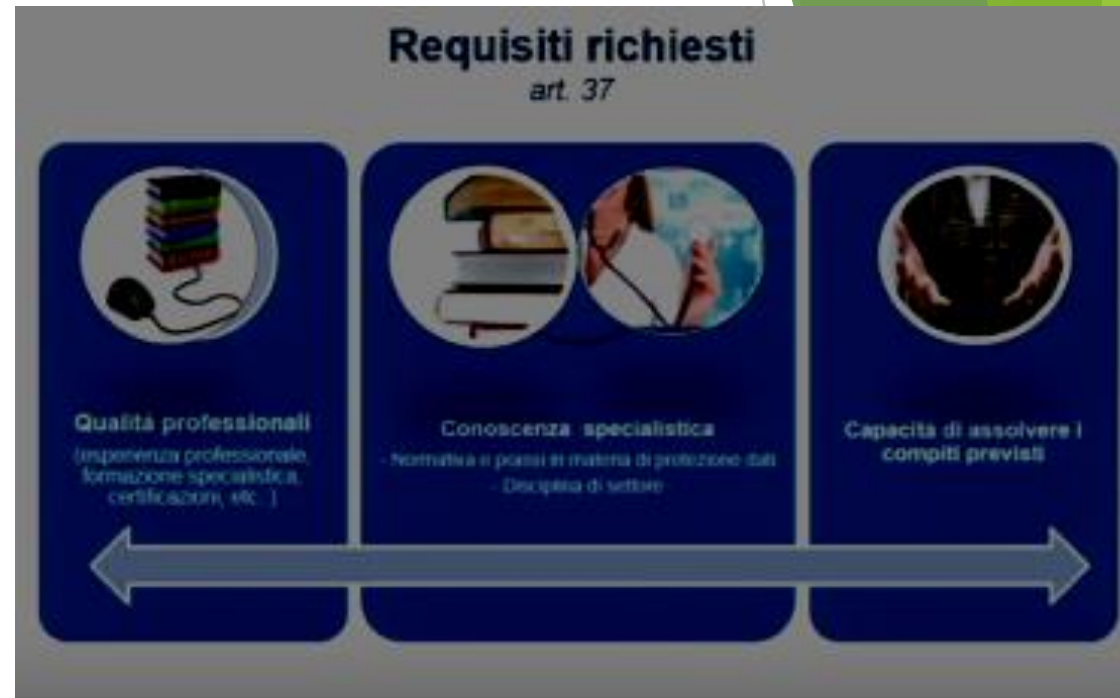 Requisiti richiesti
art. 37
Qualità professionali
(esperienza professionale,
formazione specialistica,
certificazioni, etc..)
Conoscenza specialistica
- Normativa e prassi in materia di protezione dati
- Disciplina di settore
Capacità di assolvere i
compiti previsti